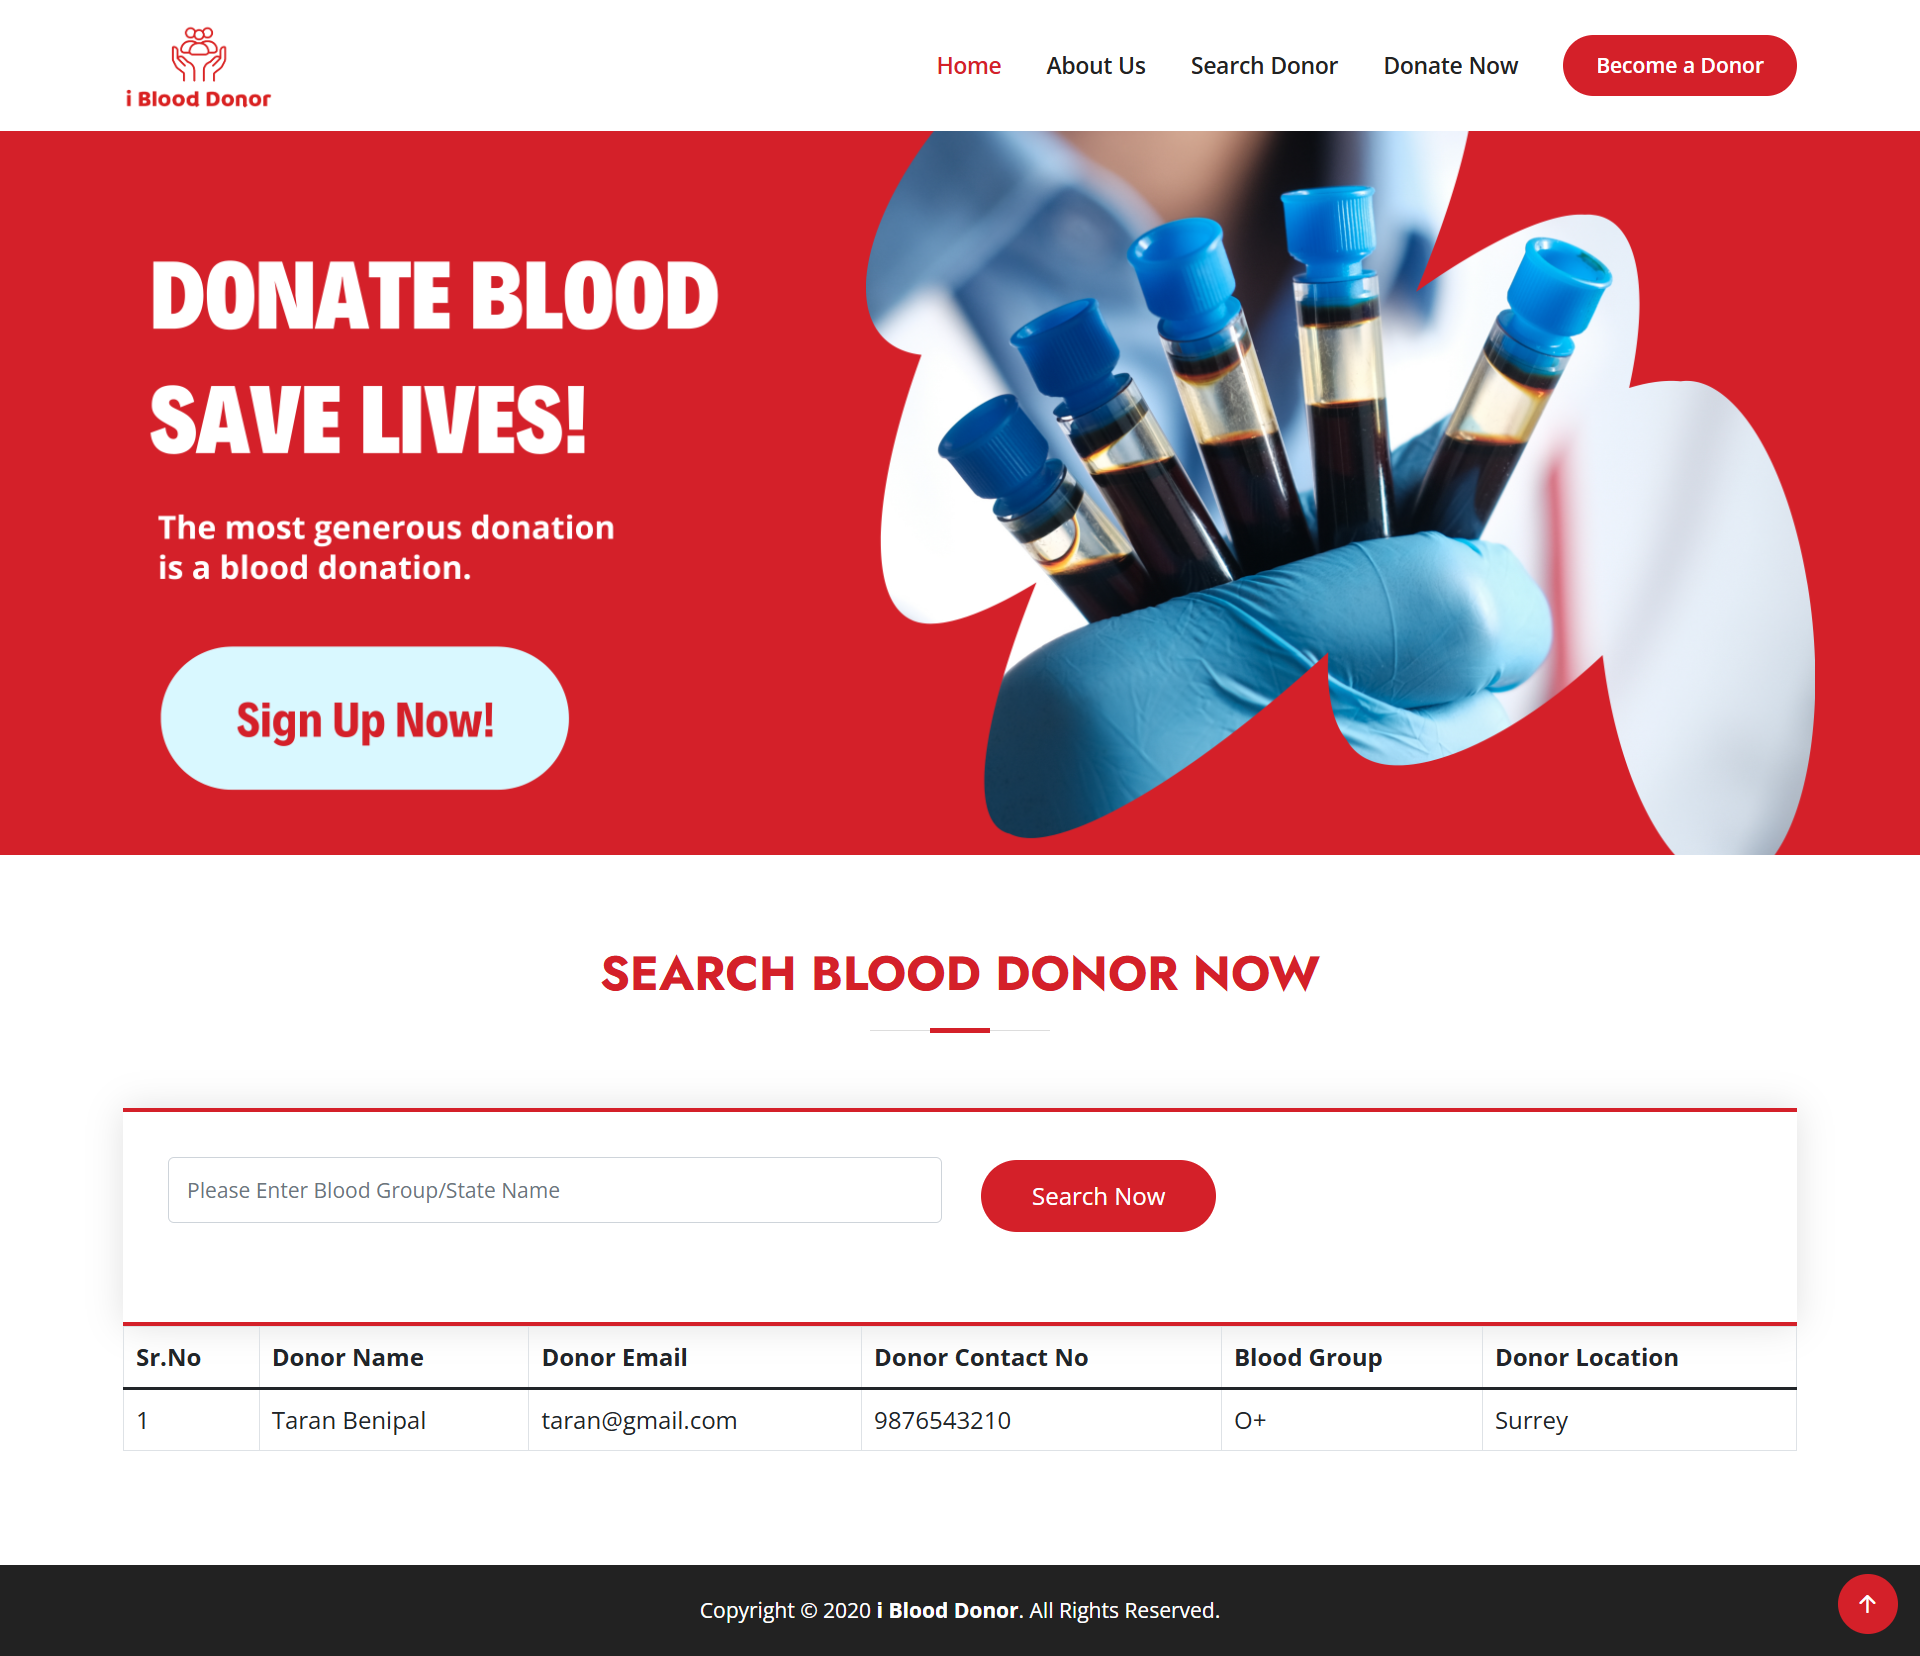 i Blood Donor
Home
About Us
Search Donor
Donate Now
Become a Donor
DONATE BLOOD
SAVE LIVES!
The most generous donation
is a blood donation.
Sign Up Now!
SEARCH BLOOD DONOR NOW
Please Enter Blood Group/State Name
Search Now
Sr.No Donor Name Donor Email Donor Contact No Blood Group Donor Location
1 Taran Benipal taran@gmail.com 9876543210 O+ Surrey
Copyright © 2020 i Blood Donor. All Rights Reserved.